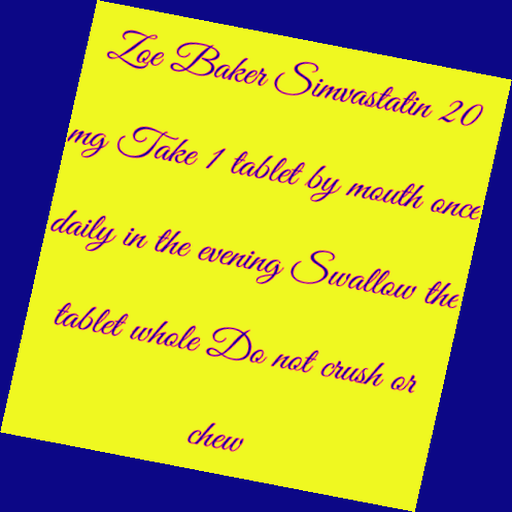 Zoe Baker Simvastatin 20
mg Take 1 tablet by mouth once
daily in the evening Swallow the
tablet whole Do not crush or
chew